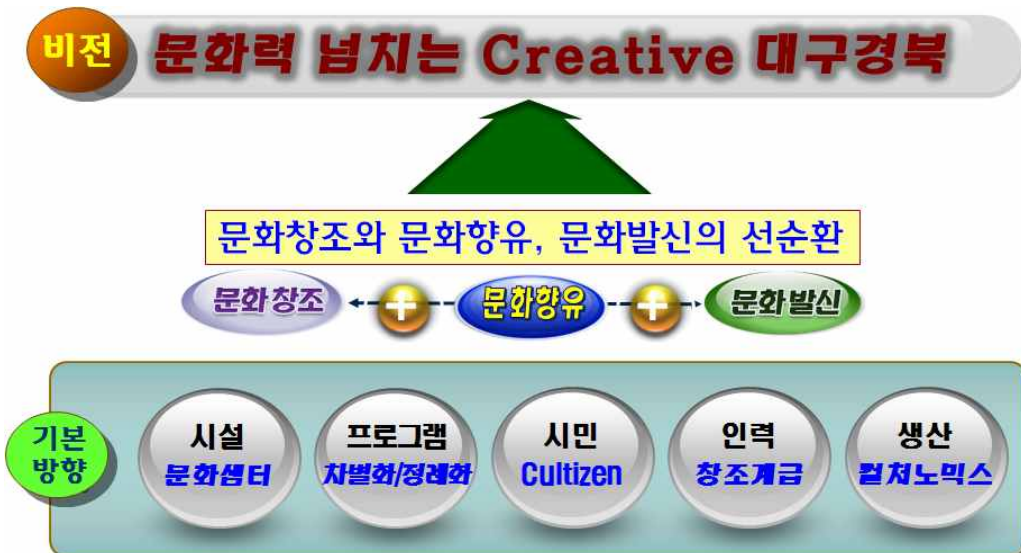 비전
문화력 넘치는 Creative 대구경북
문화창조와 문화향유, 문화발신의 선순환
문화창조 + 문화향유 + 문화발신
기본
방향
시설
문화샘터
프로그램
차별화/정례화
시민
Cultizen
인력
창조계급
생산
컬처노믹스